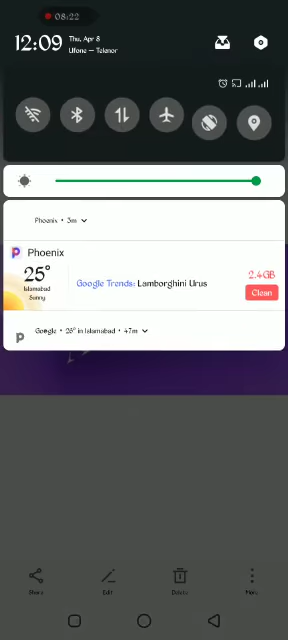 08:22
12:09 Thu, Apr 8
Ufone — Telenor
Phoenix • 3m
Phoenix
25°
Islamabad
Sunny
Google Trends: Lamborghini Urus
2.4GB
Clean
Google • 26° in Islamabad • 47m
Share
Edit
Delete
More